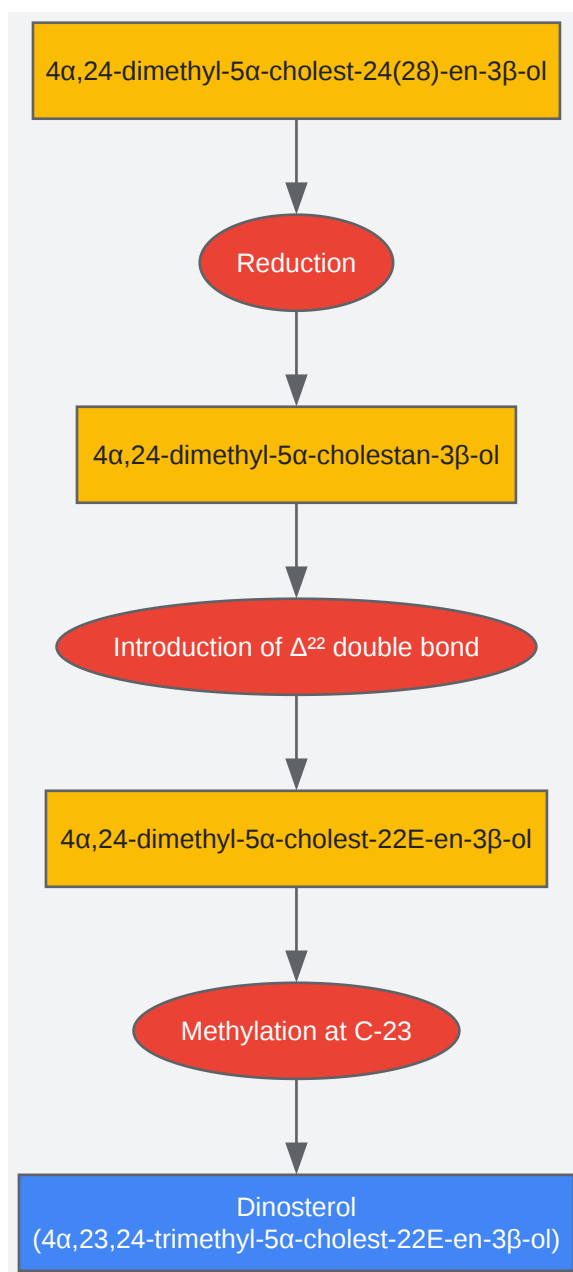 4α,24-dimethyl-5α-cholest-24(28)-en-3β-ol
Reduction
4α,24-dimethyl-5α-cholestan-3β-ol
Introduction of Δ²² double bond
4α,24-dimethyl-5α-cholest-22E-en-3β-ol
Methylation at C-23
Dinosterol
(4α,23,24-trimethyl-5α-cholest-22E-en-3β-ol)